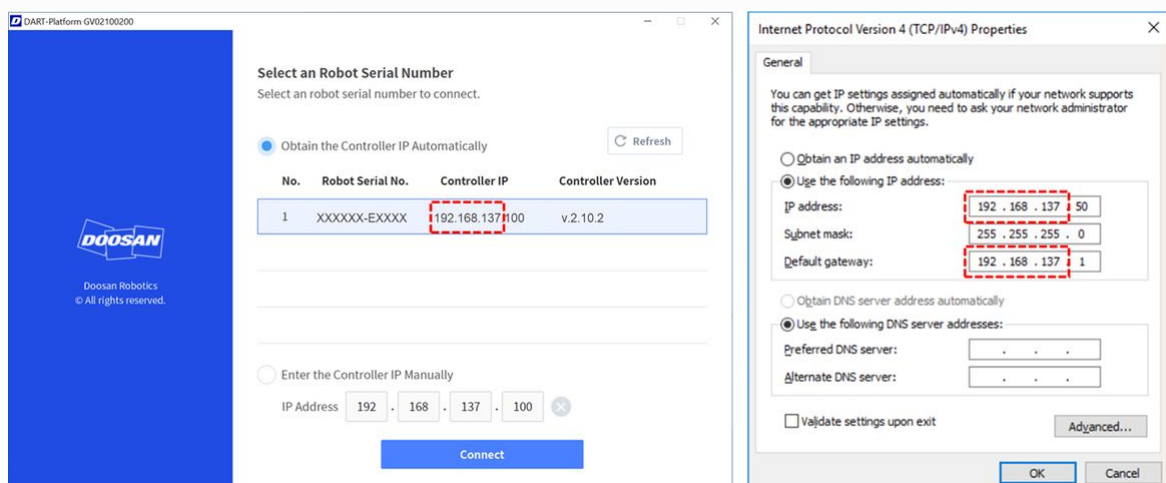 DART-Platform GV02100200
DOOSAN
Doosan Robotics
© All rights reserved.
Select an Robot Serial Number
Select an robot serial number to connect.
Obtain the Controller IP Automatically
Refresh
No. Robot Serial No. Controller IP Controller Version
1 XXXXXX-EXXXX 192.168.137.100 v.2.10.2
Enter the Controller IP Manually
IP Address 192 . 168 . 137 . 100
Connect
Internet Protocol Version 4 (TCP/IPv4) Properties
General
You can get IP settings assigned automatically if your network supports
this capability. Otherwise, you need to ask your network administrator
for the appropriate IP settings.
Obtain an IP address automatically
Use the following IP address:
IP address: 192 . 168 . 137 . 50
Subnet mask: 255 . 255 . 255 . 0
Default gateway: 192 . 168 . 137 . 1
Obtain DNS server address automatically
Use the following DNS server addresses:
Preferred DNS server: . . .
Alternate DNS server: . . .
Validate settings upon exit
Advanced...
OK Cancel